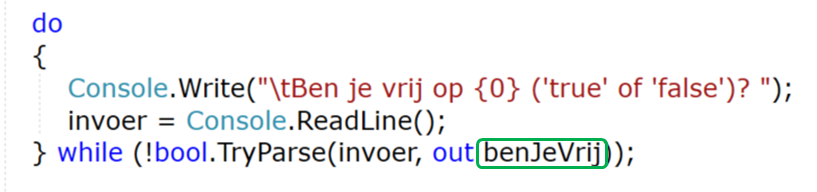 do
{
Console.Write("\tBen je vrij op {0} ('true' of 'false')? ");
invoer = Console.ReadLine();
} while (!bool.TryParse(invoer, out benJeVrij));